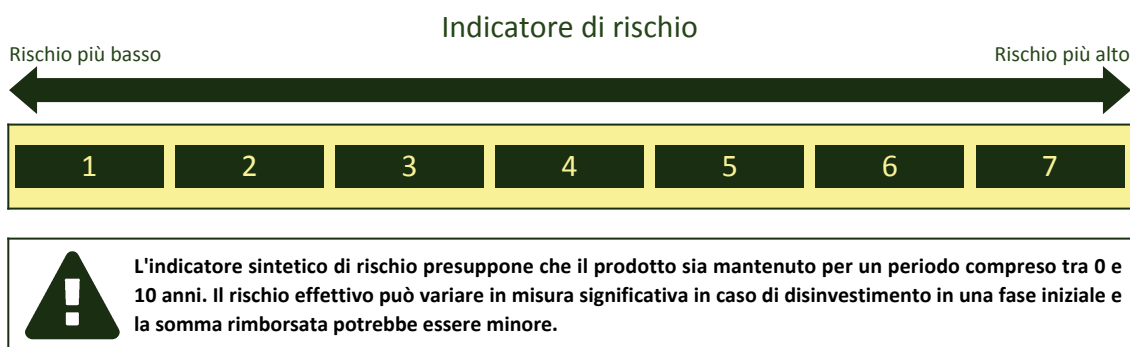 Indicatore di rischio
Rischio più basso
Rischio più alto
1 2 3 4 5 6 7
L'indicatore sintetico di rischio presuppone che il prodotto sia mantenuto per un periodo compreso tra 0 e
10 anni. Il rischio effettivo può variare in misura significativa in caso di disinvestimento in una fase iniziale e
la somma rimborsata potrebbe essere minore.